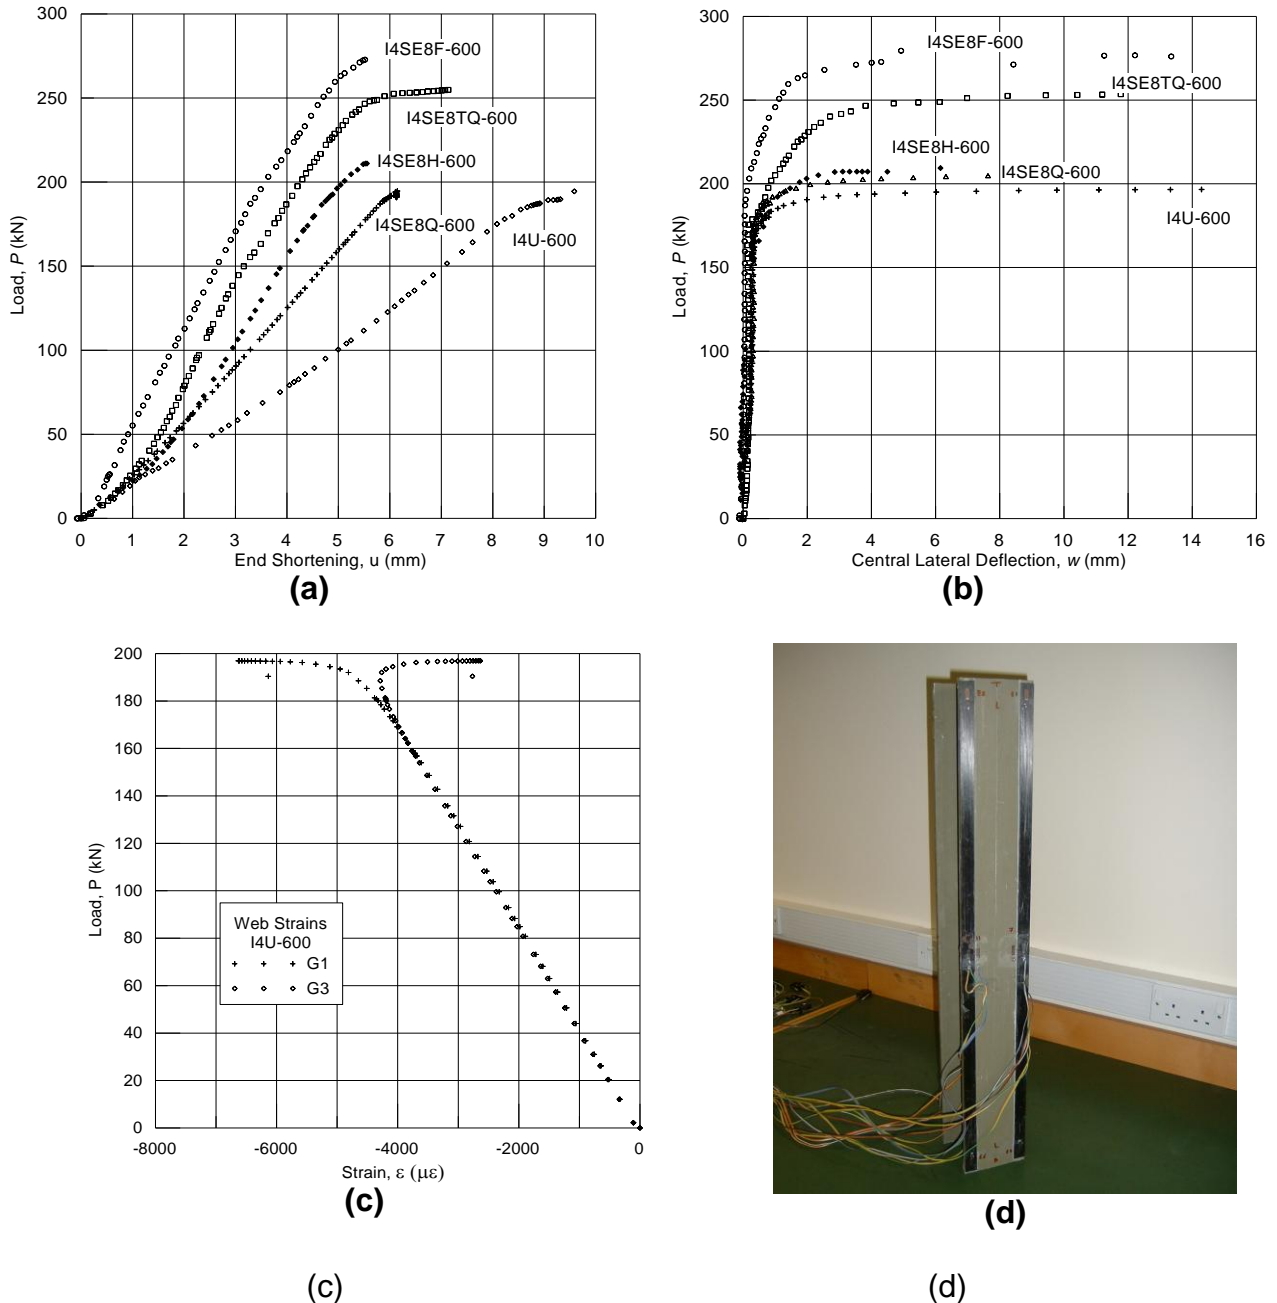 300
250
200
150
100
50
0
Load, P (kN)
I4SE8F-600
I4SE8TQ-600
I4SE8H-600
I4SE8Q-600
I4U-600
0 1 2 3 4 5 6 7 8 9 10
End Shortening, u (mm)
(a)
300
250
200
150
100
50
0
Load, P (kN)
I4SE8F-600
I4SE8TQ-600
I4SE8H-600
I4SE8Q-600
I4U-600
0 2 4 6 8 10 12 14 16
Central Lateral Deflection, w (mm)
(b)
200
180
160
140
120
100
80
60
40
20
0
Load, P (kN)
Web Strains
I4U-600
G1
G3
-8000 -6000 -4000 -2000 0
Strain, ε (με)
(c)
L
L
(d)
(c) (d)